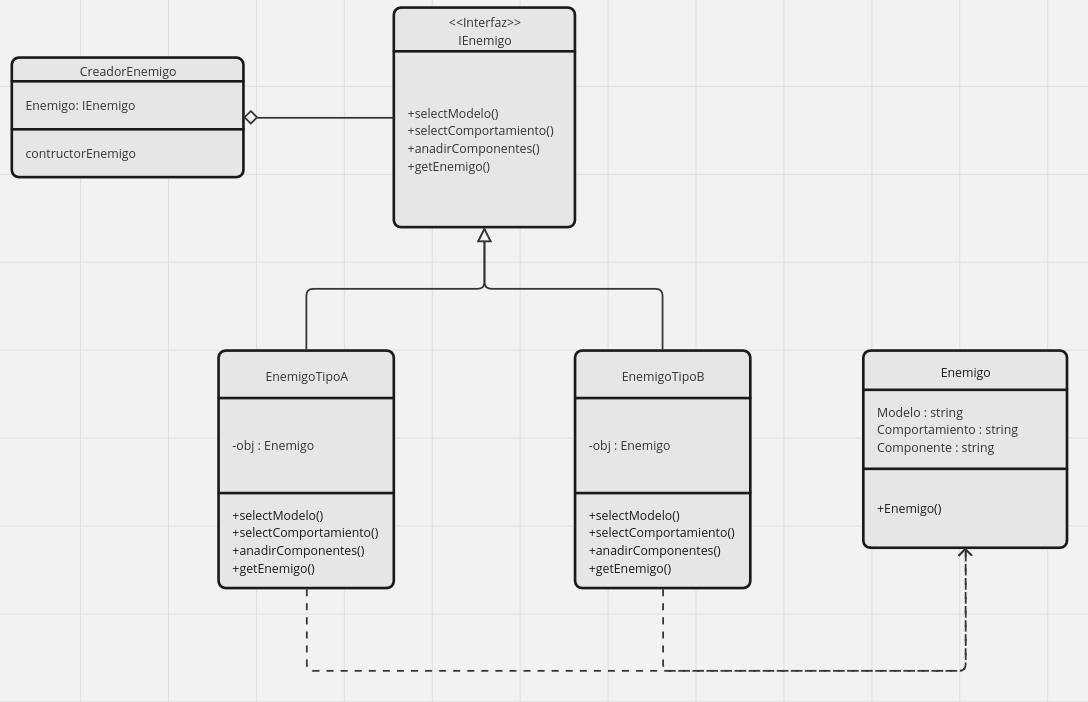 <<Interfaz>>
IEnemigo
+selectModelo()
+selectComportamiento()
+anadirComponentes()
+getEnemigo()
CreadorEnemigo
Enemigo: IEnemigo
contructorEnemigo
EnemigoTipoA
-obj : Enemigo
+selectModelo()
+selectComportamiento()
+anadirComponentes()
+getEnemigo()
EnemigoTipoB
-obj : Enemigo
+selectModelo()
+selectComportamiento()
+anadirComponentes()
+getEnemigo()
Enemigo
Modelo : string
Comportamiento : string
Componente : string
+Enemigo()